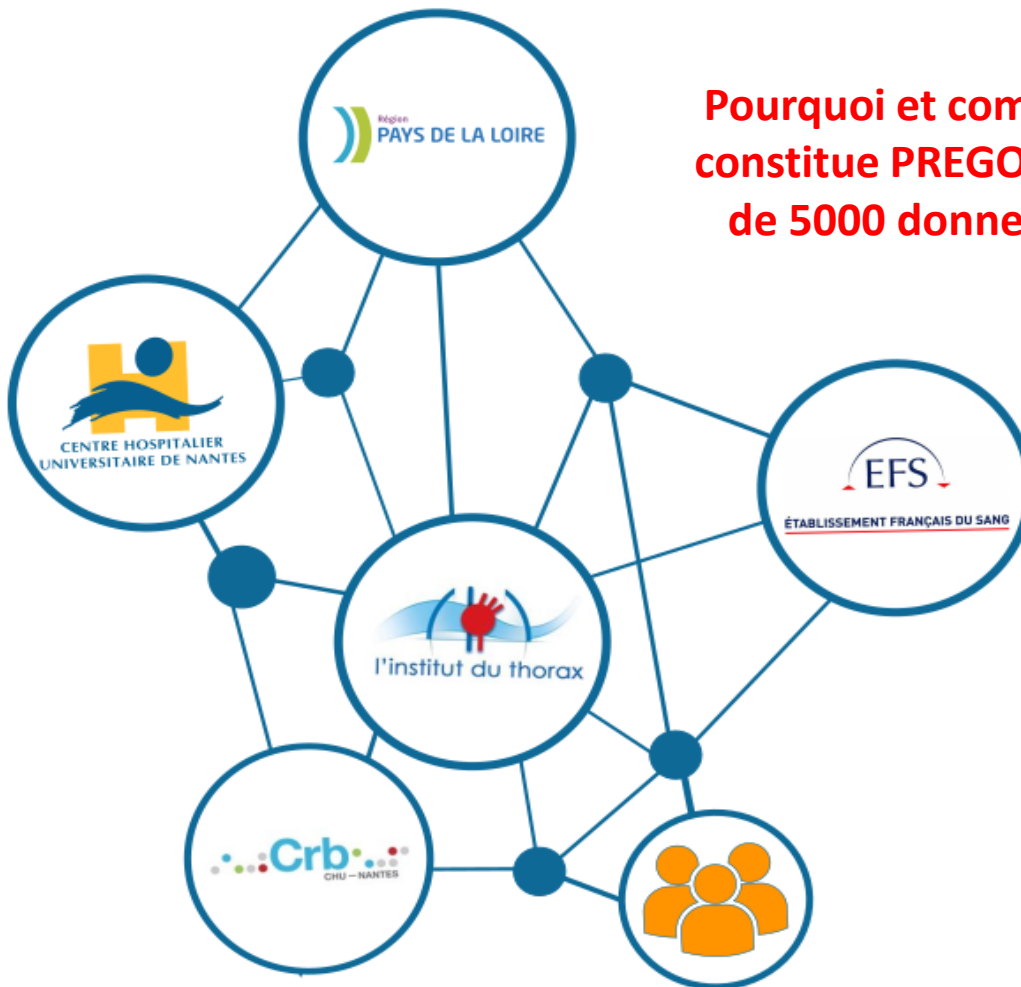 Pourquoi et com
constitue PREGO
de 5000 donne
Région
PAYS DE LA LOIRE
CENTRE HOSPITALIER
UNIVERSITAIRE DE NANTES
EFS
ÉTABLISSEMENT FRANÇAIS DU SANG
l'institut du thorax
Crb
CHU – NANTES